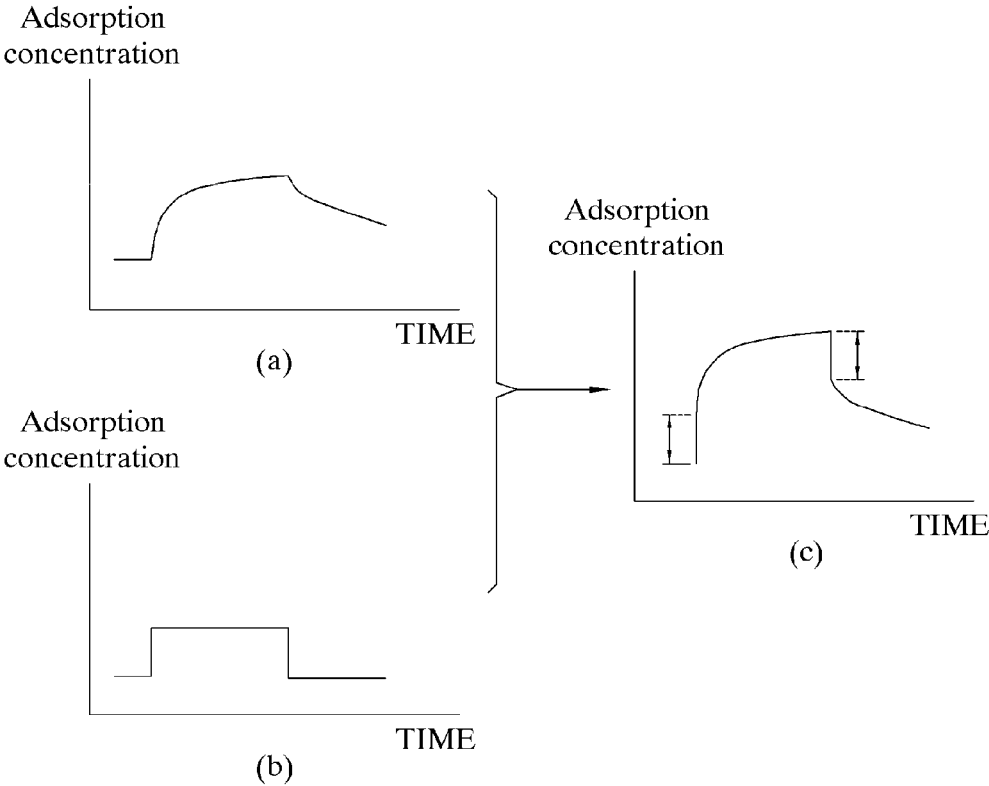 Adsorption
concentration
TIME
(a)
Adsorption
concentration
TIME
(b)
Adsorption
concentration
TIME
(c)